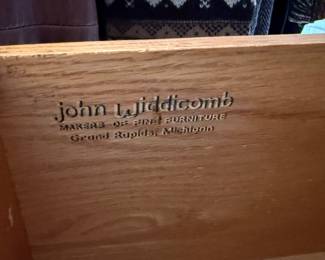 john widdicomb
MAKERS OF FINE FURNITURE
Grand Rapids, Michigan